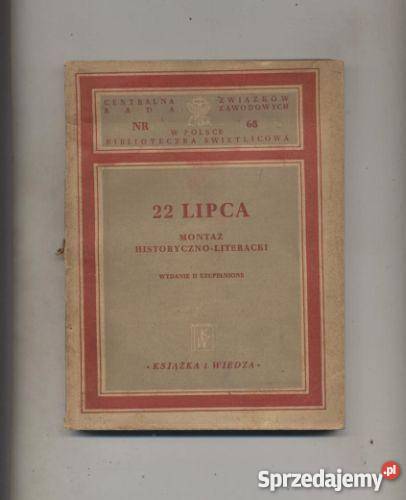 CENTRALNA ZWIĄZKÓW
RADA ZAWODOWYCH
NR 68
W POLSCE
BIBLIOTECZKA ŚWIETLICOWA
22 LIPCA
MONTAŻ
HISTORYCZNO-LITERACKI
WYDANIE II UZUPEŁNIONE
KW
"KSIĄŻKA i WIEDZA"
Sprzedajemy.pl